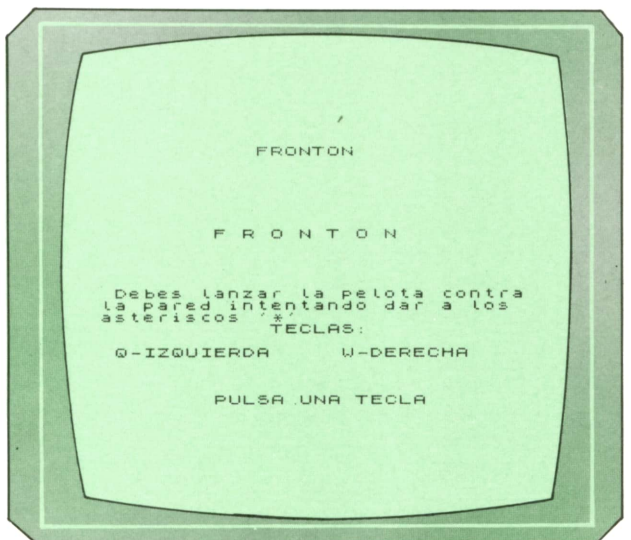 FRONTON
F R O N T O N
Debes lanzar la pelota contra
la pared intentando dar a los
asteriscos '*'
TECLAS:
Q-IZQUIERDA W-DERECHA
PULSA UNA TECLA